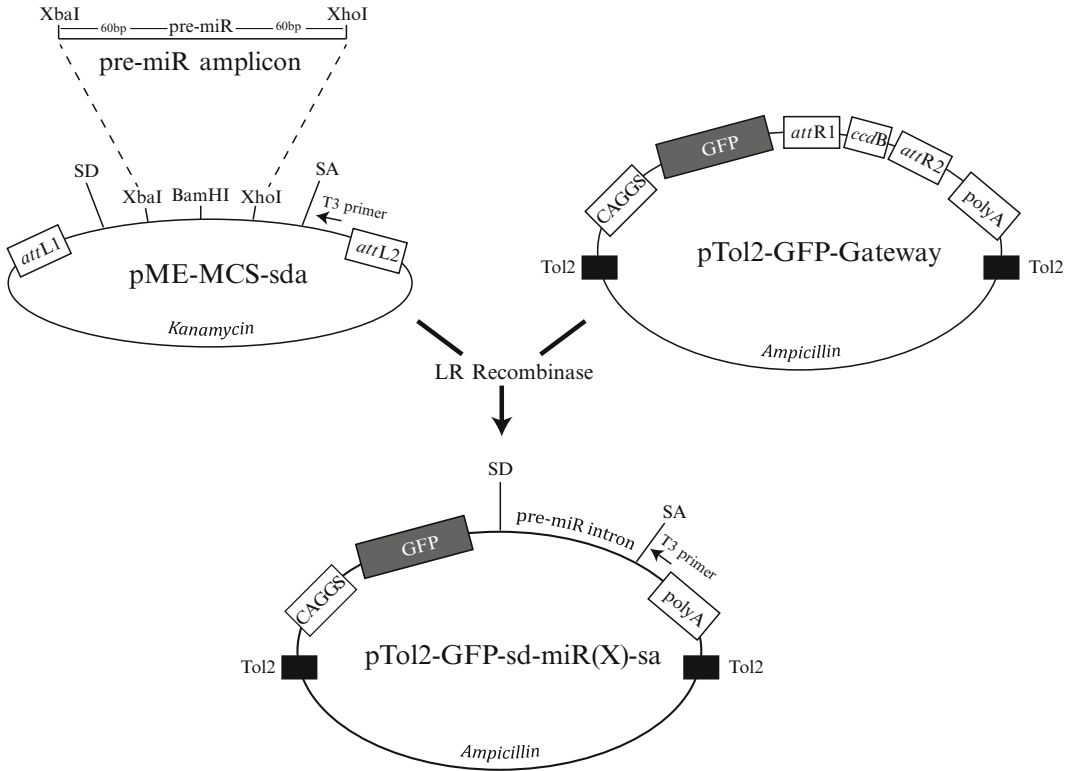 XbaI
XhoI
60bp
pre-miR
60bp
pre-miR amplicon
SD
SA
XbaI
BamHI
XhoI
T3 primer
attL1
attL2
pME-MCS-sda
Kanamycin
CAGGS
GFP
attR1
ccdB
attR2
polyA
Tol2
Tol2
pTol2-GFP-Gateway
Ampicillin
LR Recombinase
SD
SA
pre-miR intron
T3 primer
CAGGS
GFP
polyA
Tol2
Tol2
pTol2-GFP-sd-miR(X)-sa
Ampicillin